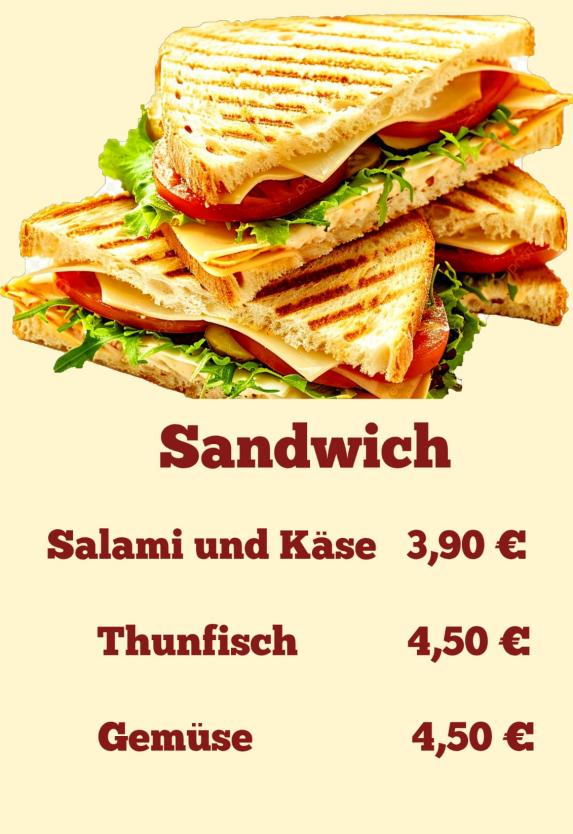 Sandwich
Salami und Käse 3,90 €
Thunfisch 4,50 €
Gemüse 4,50 €